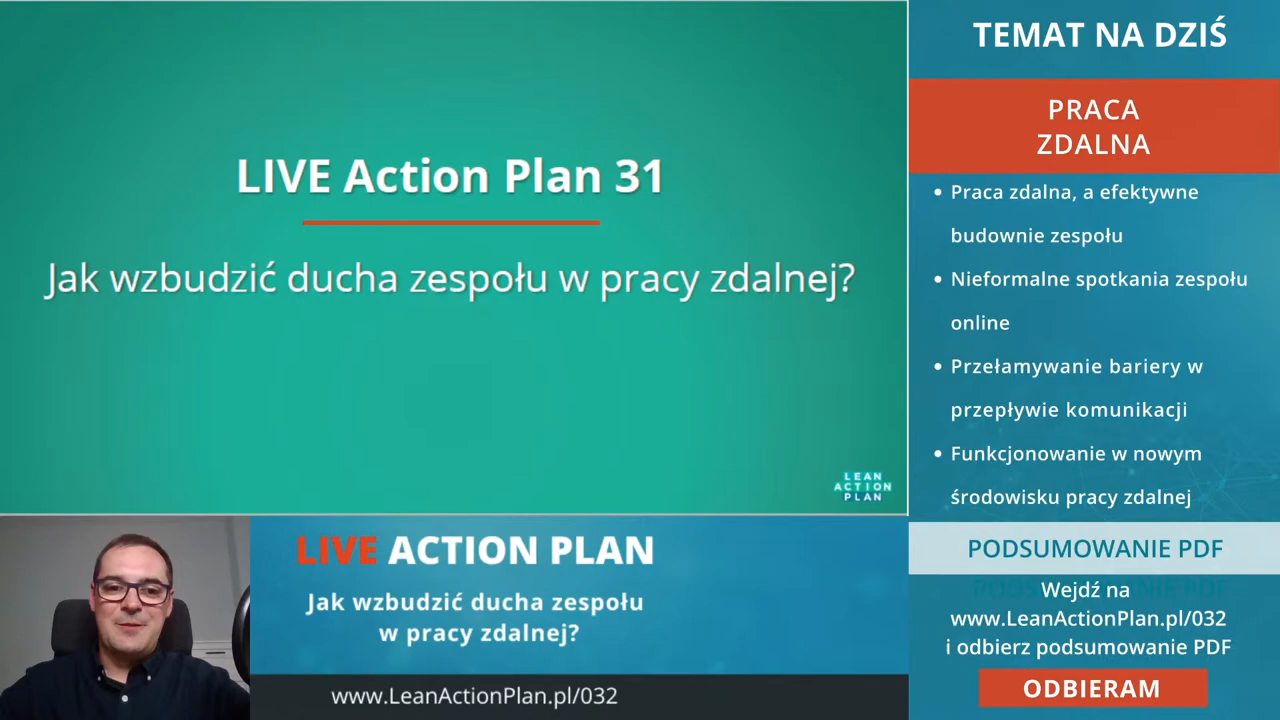 LIVE Action Plan 31
Jak wzbudzić ducha zespołu w pracy zdalnej?
LEAN
ACTION
PLAN
TEMAT NA DZIŚ
PRACA
ZDALNA
• Praca zdalna, a efektywne
budownie zespołu
• Nieformalne spotkania zespołu
online
• Przełamywanie bariery w
przepływie komunikacji
• Funkcjonowanie w nowym
środowisku pracy zdalnej
PODSUMOWANIE PDF
Wejdź na
www.LeanActionPlan.pl/032
i odbierz podsumowanie PDF
ODBIERAM
LIVE ACTION PLAN
Jak wzbudzić ducha zespołu
w pracy zdalnej?
www.LeanActionPlan.pl/032